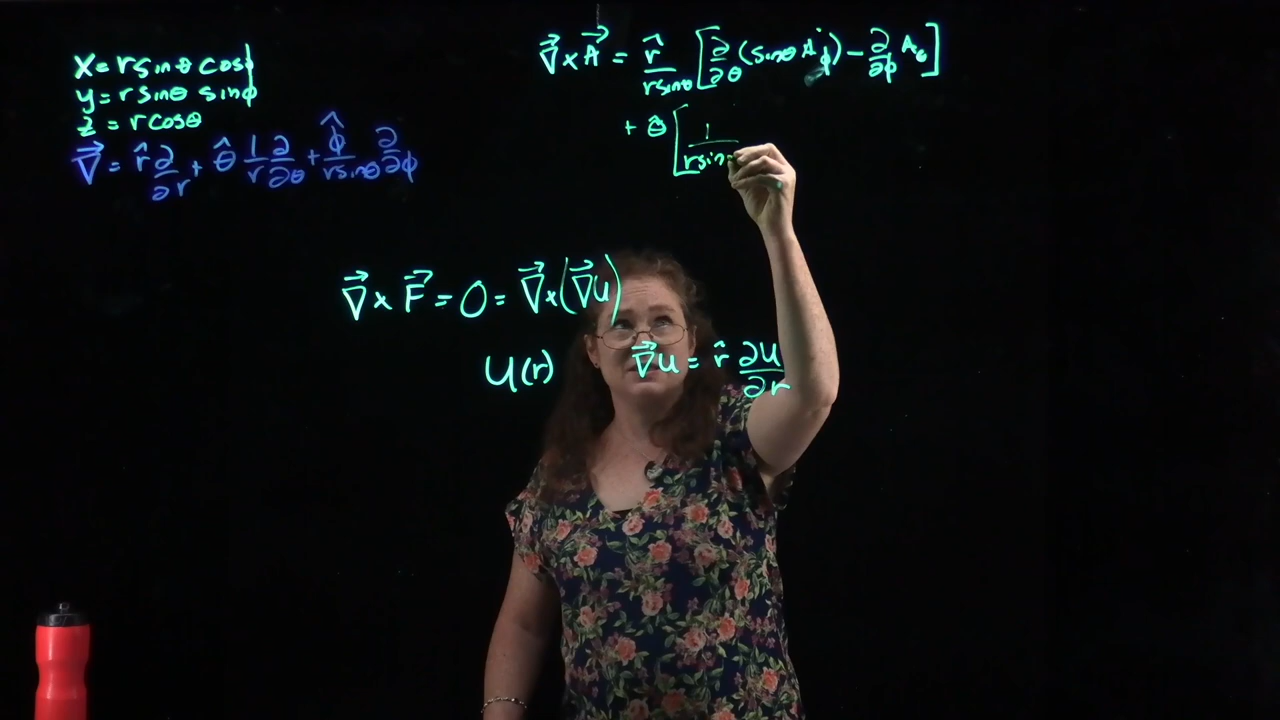 x = r sinθ cosϕ
y = r sinθ sinϕ
z = r cosθ
∇⃗ = r̂ ∂/∂r + θ̂ 1/r ∂/∂θ + ϕ̂/(r sinθ) ∂/∂ϕ
∇⃗ × A⃗ = r̂/(r sinθ) [∂/∂θ (sinθ A_ϕ) − ∂/∂ϕ A_θ]
+ θ̂ [1/(r sin
∇⃗ × F⃗ = 0 = ∇⃗ × (∇⃗U)
U(r) ∇⃗U = r̂ ∂U/∂r